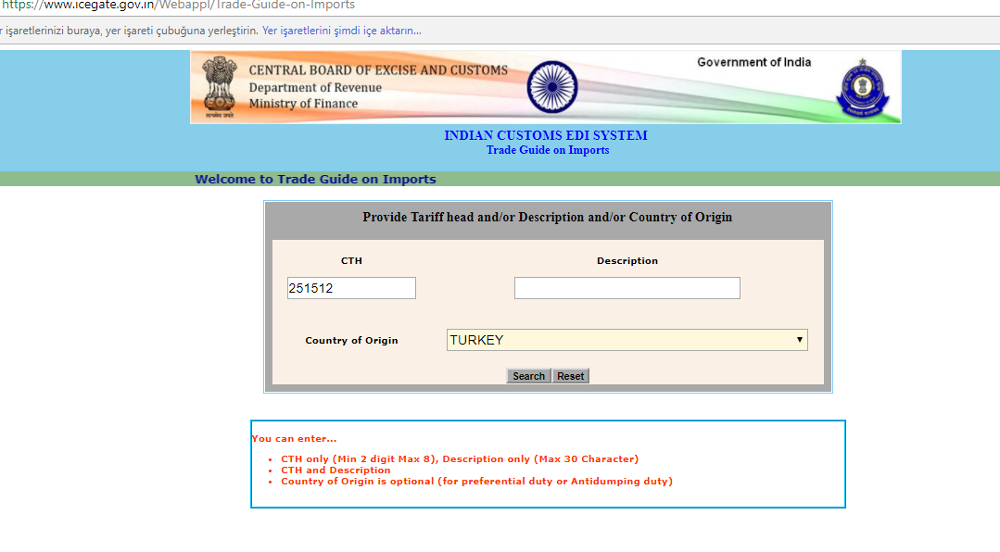 https://www.icegate.gov.in/Webappl/Trade-Guide-on-Imports
r işaretlerinizi buraya, yer işareti çubuğuna yerleştirin. Yer işaretlerini şimdi içe aktarın...
CENTRAL BOARD OF EXCISE AND CUSTOMS
Department of Revenue
Ministry of Finance
Government of India
INDIAN CUSTOMS EDI SYSTEM
Trade Guide on Imports
Welcome to Trade Guide on Imports
Provide Tariff head and/or Description and/or Country of Origin
CTH Description
251512
Country of Origin TURKEY
Search Reset
You can enter...
• CTH only (Min 2 digit Max 8), Description only (Max 30 Character)
• CTH and Description
• Country of Origin is optional (for preferential duty or Antidumping duty)